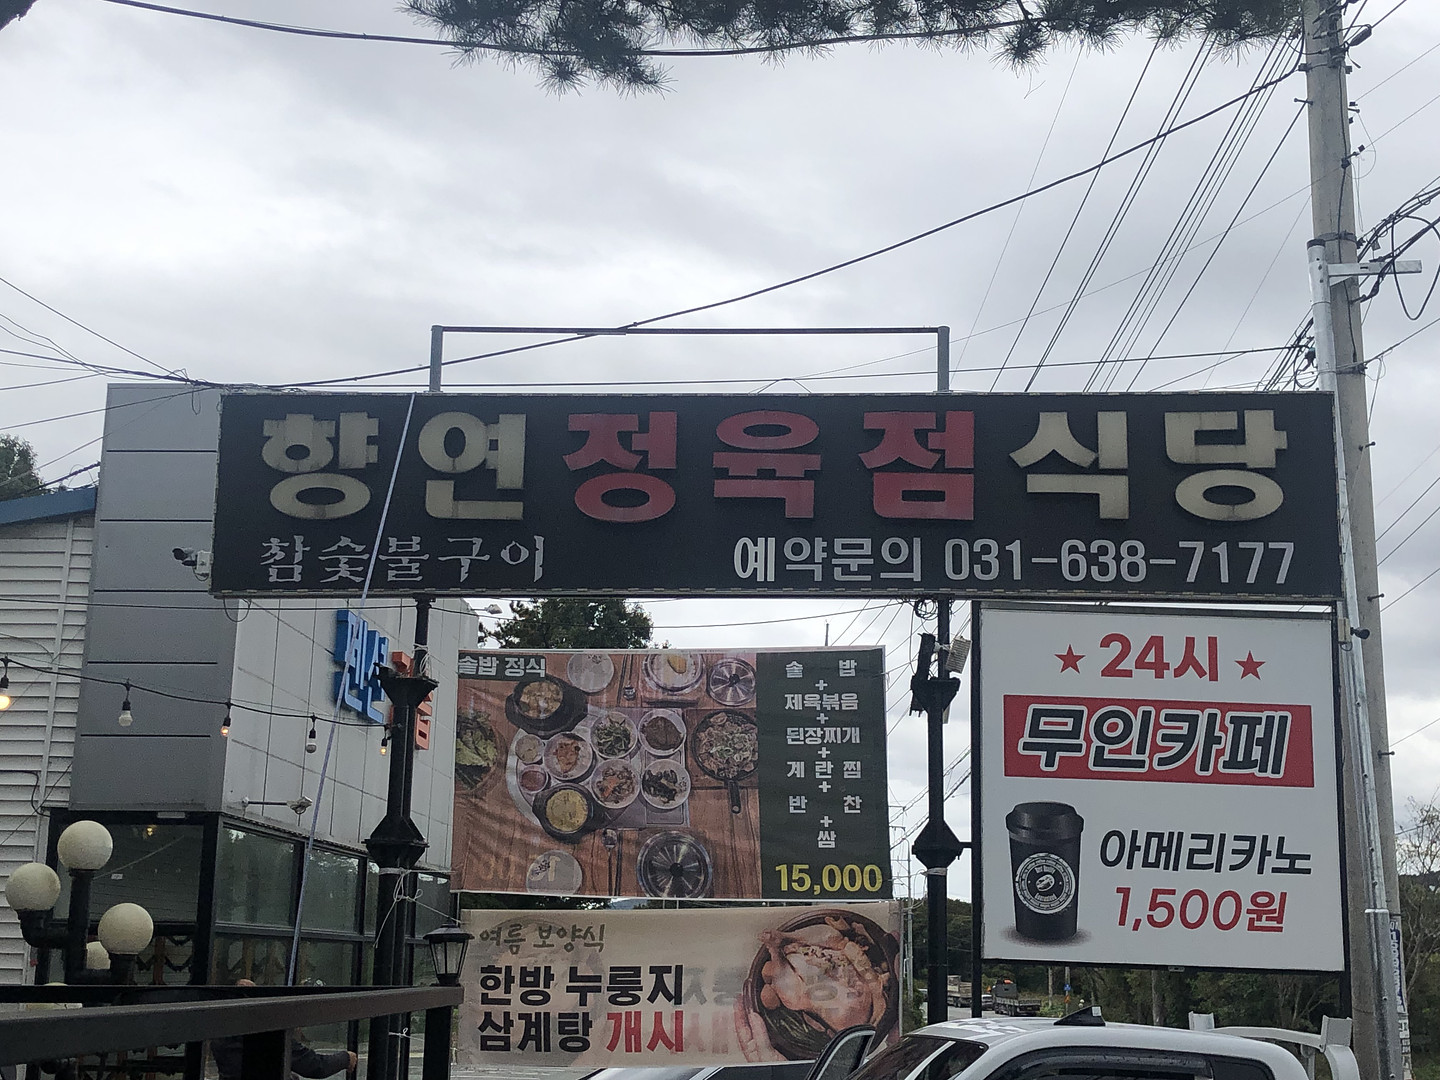 향연정육점식당
참숯불구이
예약문의 031-638-7177
펜션
솥밥 정식
솥 밥
+
제육볶음
+
된장찌개
+
계 란 찜
+
반 찬
+
쌈
15,000
여름 보양식
한방 누룽지
삼계탕 개시
★ 24시 ★
무인카페
아메리카노
1,500원